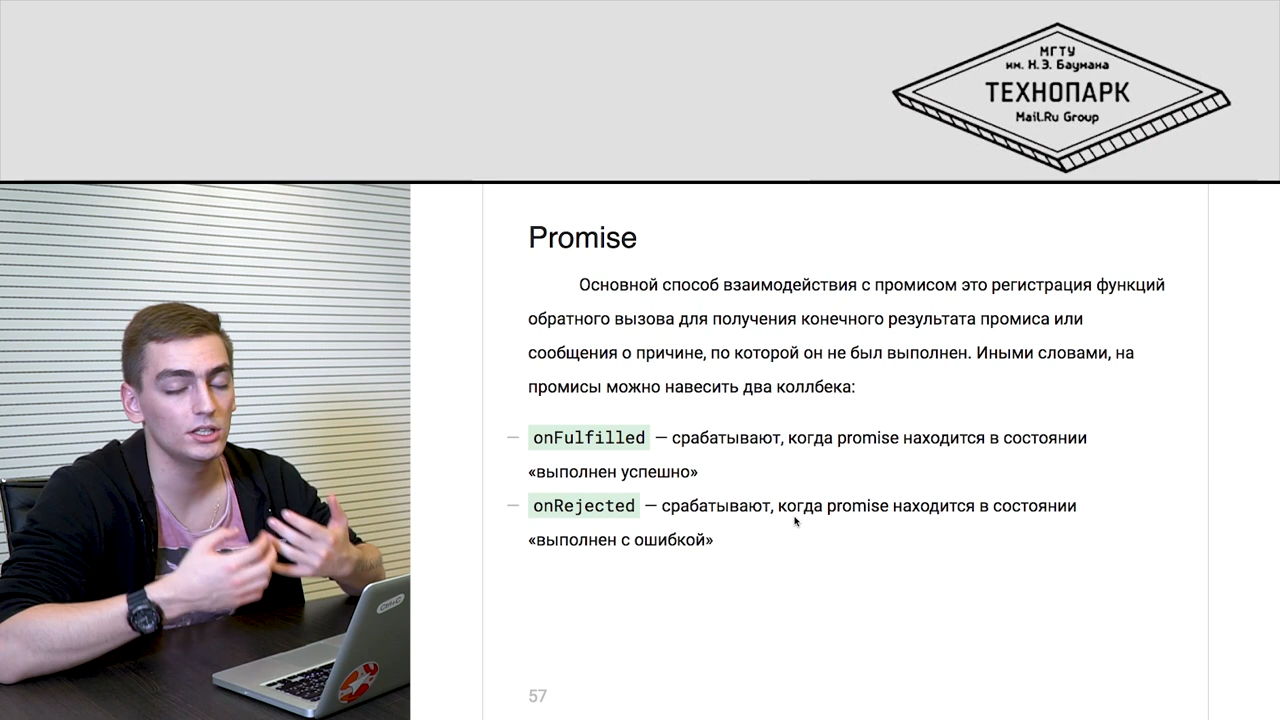 МГТУ
им. Н.Э. Баумана
ТЕХНОПАРК
Mail.Ru Group
Promise
Основной способ взаимодействия с промисом это регистрация функций
обратного вызова для получения конечного результата промиса или
сообщения о причине, по которой он не был выполнен. Иными словами, на
промисы можно навесить два коллбека:
— onFulfilled — срабатывают, когда promise находится в состоянии
«выполнен успешно»
— onRejected — срабатывают, когда promise находится в состоянии
«выполнен с ошибкой»
57